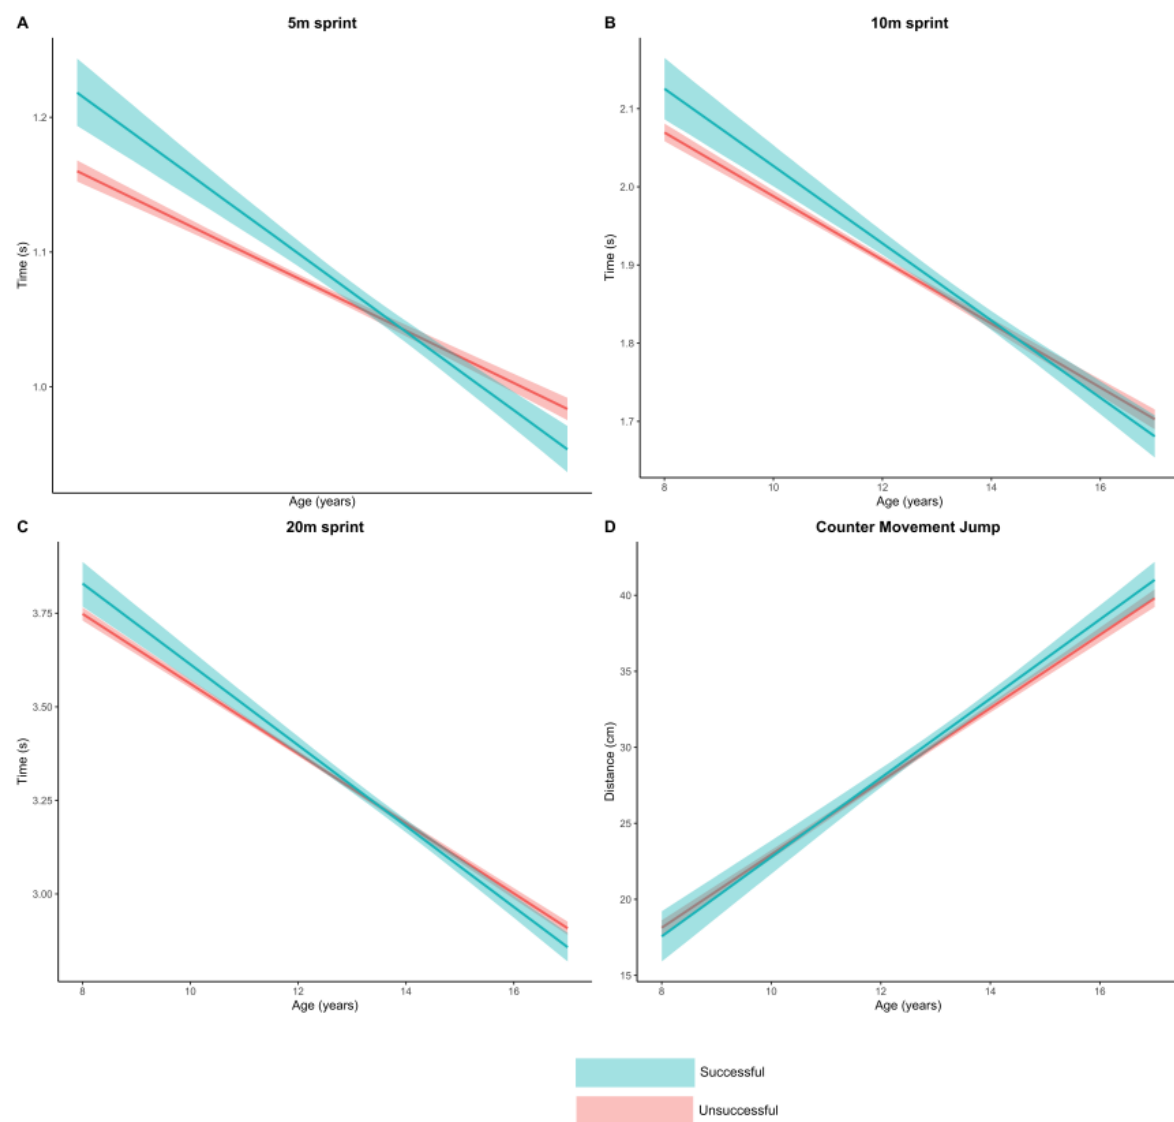 A
5m sprint
1.2
1.1
1.0
Time (s)
Age (years)
B
10m sprint
2.1
2.0
1.9
1.8
1.7
Time (s)
8 10 12 14 16
Age (years)
C
20m sprint
3.75
3.50
3.25
3.00
Time (s)
8 10 12 14 16
Age (years)
D
Counter Movement Jump
40
35
30
25
20
15
Distance (cm)
8 10 12 14 16
Age (years)
Successful
Unsuccessful